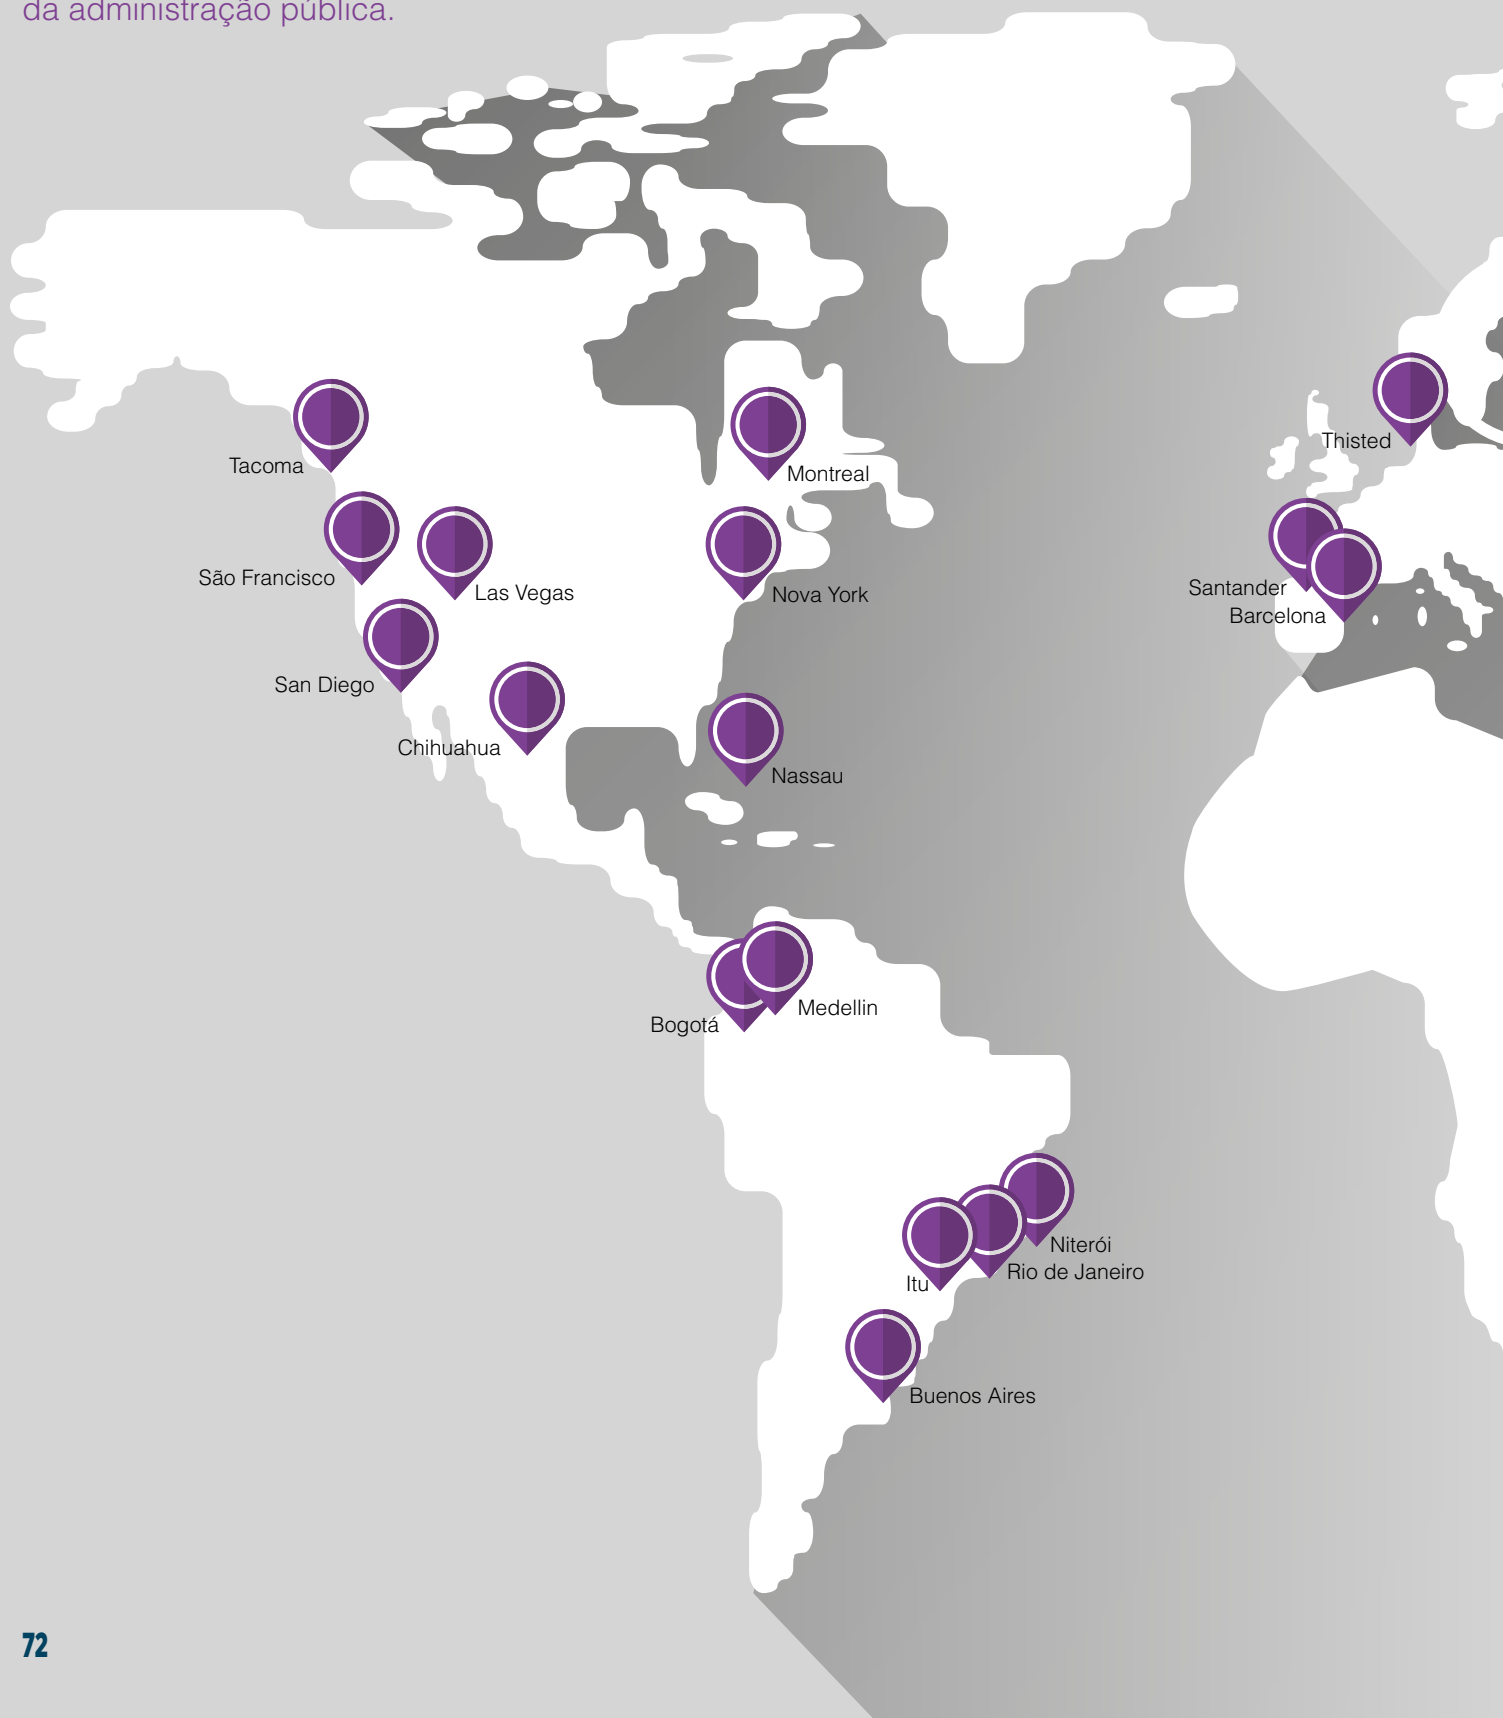 da administração pública.
Thisted
Tacoma
Montreal
São Francisco
Las Vegas
Nova York
Santander
Barcelona
San Diego
Chihuahua
Nassau
Medellin
Bogotá
Niterói
Rio de Janeiro
Itu
Buenos Aires
72